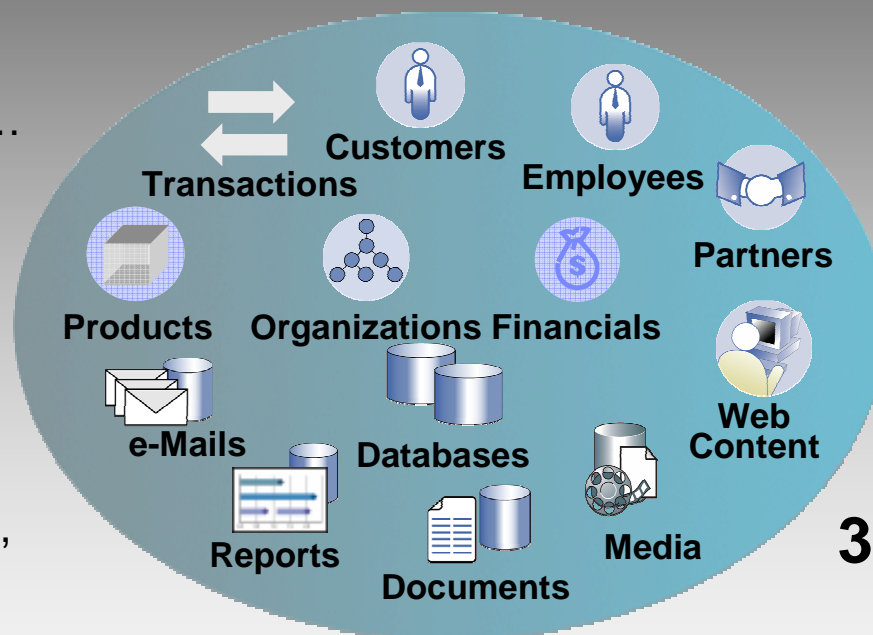 ..
Customers
Transactions
Employees
Partners
Products
Organizations
Financials
$
e-Mails
Databases
Web
Content
Reports
Documents
Media
,
3